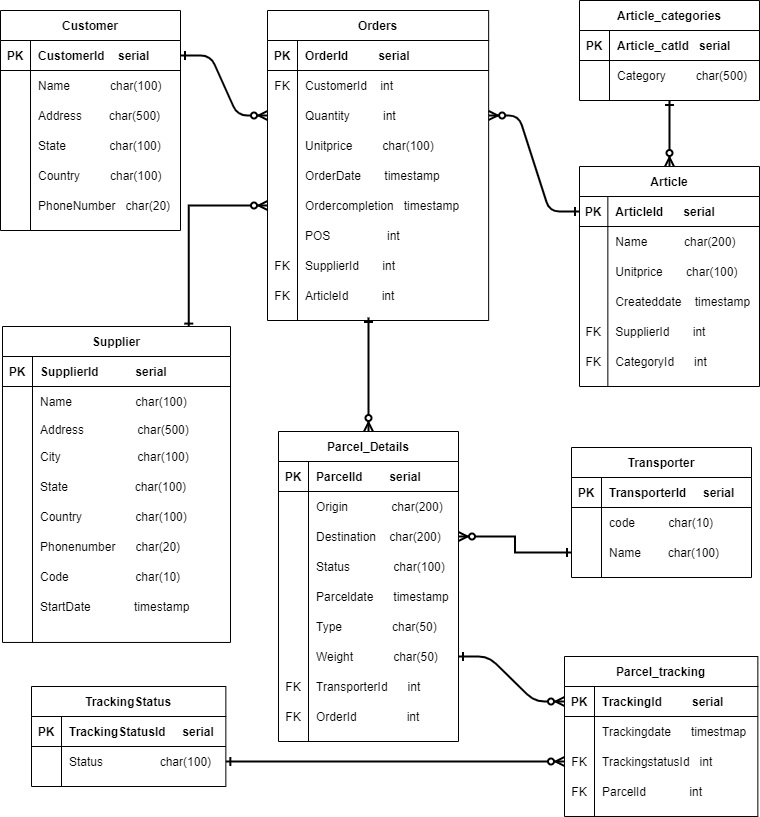 Customer
PK CustomerId serial
Name char(100)
Address char(500)
State char(100)
Country char(100)
PhoneNumber char(20)
Orders
PK OrderId serial
FK CustomerId int
Quantity int
Unitprice char(100)
OrderDate timestamp
Ordercompletion timestamp
POS int
FK SupplierId int
FK ArticleId int
Article_categories
PK Article_catId serial
Category char(500)
Article
PK ArticleId serial
Name char(200)
Unitprice char(100)
Createddate timestamp
FK SupplierId int
FK CategoryId int
Supplier
PK SupplierId serial
Name char(100)
Address char(500)
City char(100)
State char(100)
Country char(100)
Phonenumber char(20)
Code char(10)
StartDate timestamp
Parcel_Details
PK ParcelId serial
Origin char(200)
Destination char(200)
Status char(100)
Parceldate timestamp
Type char(50)
Weight char(50)
FK TransporterId int
FK OrderId int
Transporter
PK TransporterId serial
code char(10)
Name char(100)
TrackingStatus
PK TrackingStatusId serial
Status char(100)
Parcel_tracking
PK TrackingId serial
Trackingdate timestmap
FK TrackingstatusId int
FK ParcelId int